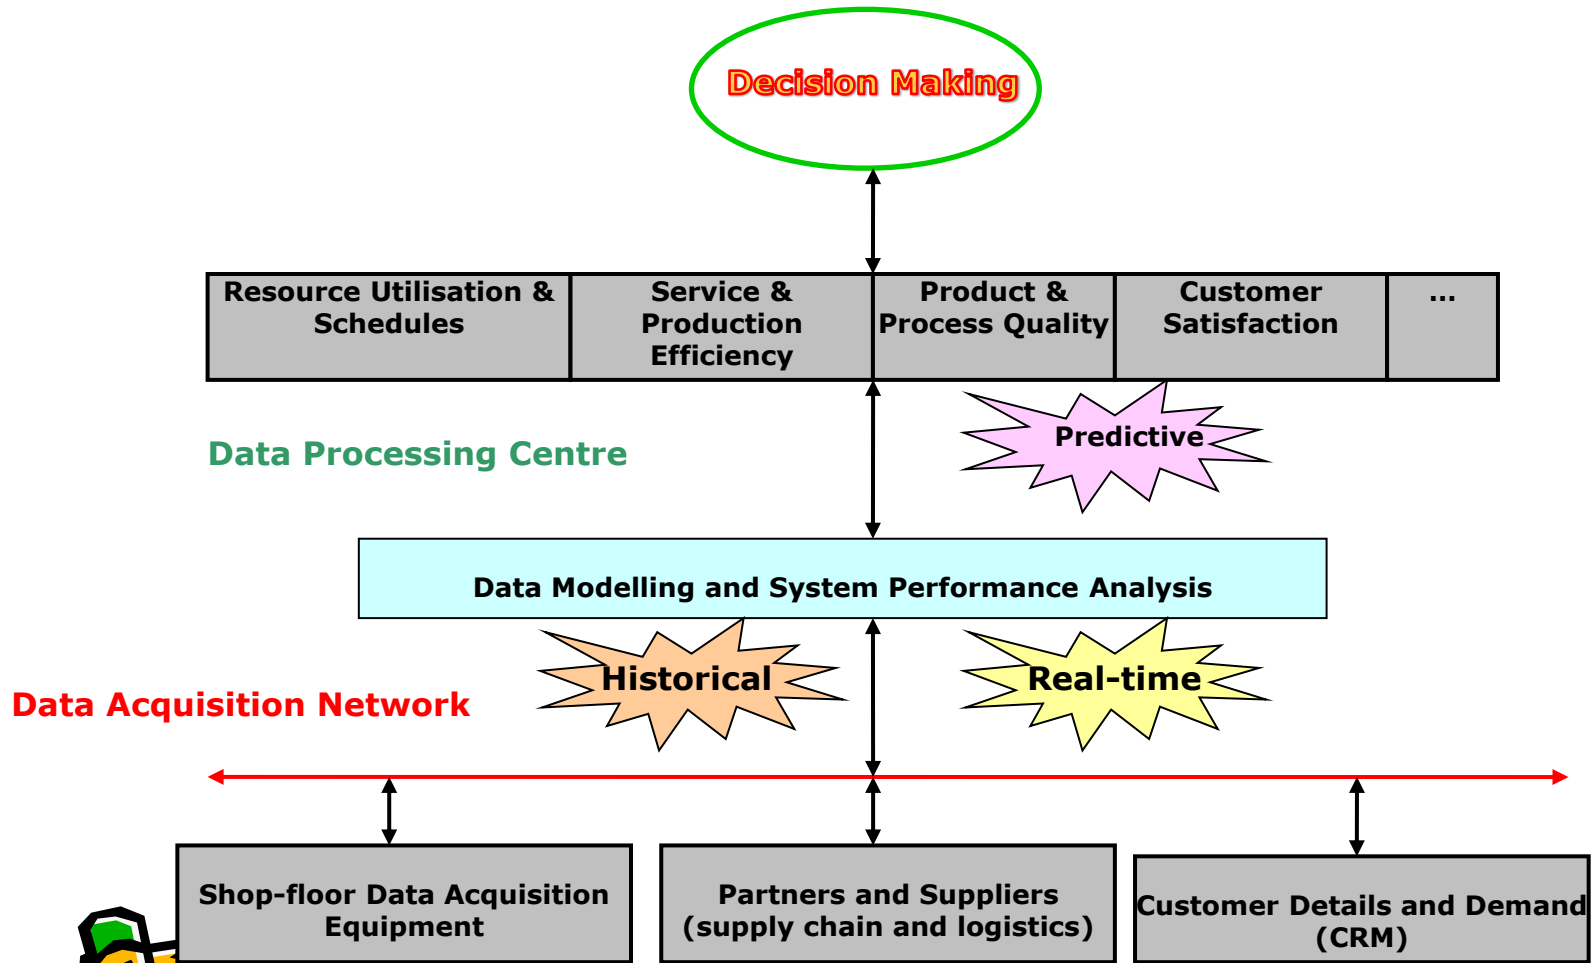 Decision Making
Resource Utilisation &
Schedules
Service &
Production
Efficiency
Product &
Process Quality
Customer
Satisfaction
...
Predictive
Data Processing Centre
Data Modelling and System Performance Analysis
Historical
Real-time
Data Acquisition Network
Shop-floor Data Acquisition
Equipment
Partners and Suppliers
(supply chain and logistics)
Customer Details and Demand
(CRM)